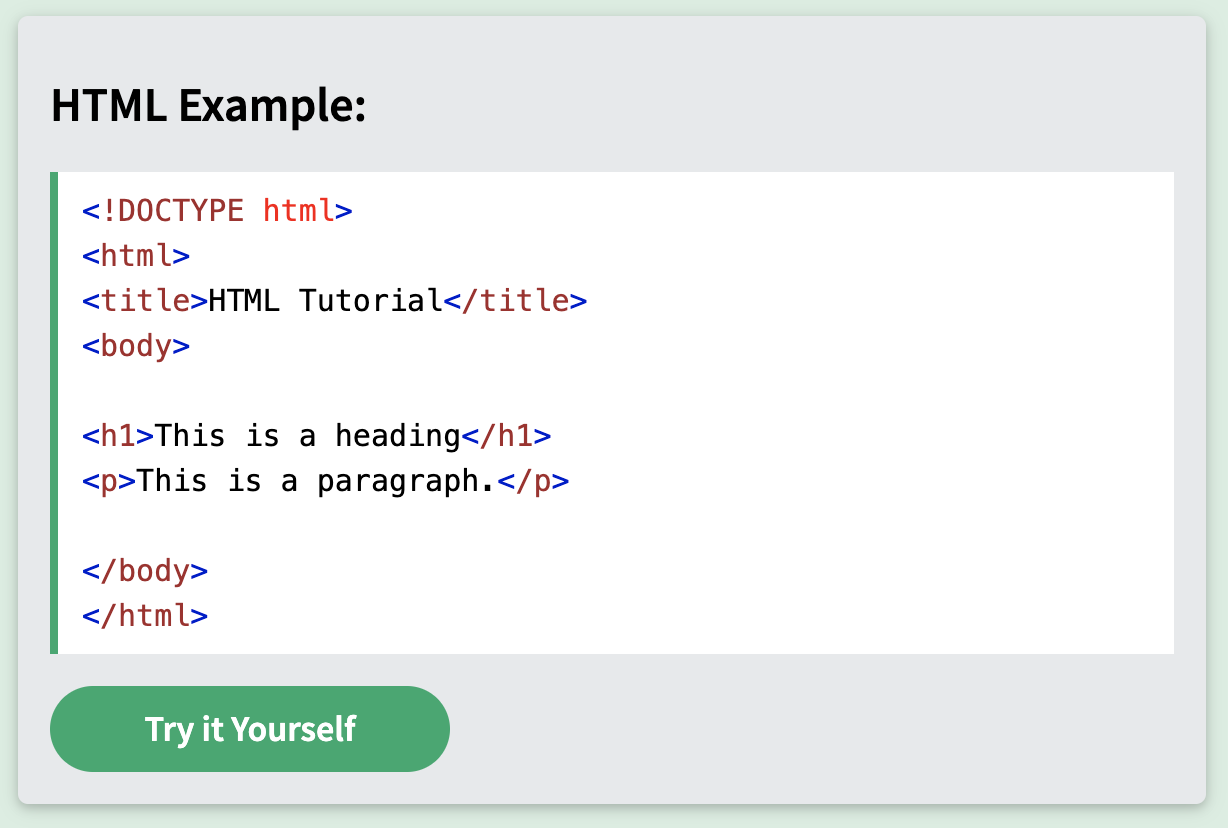 HTML Example:
<!DOCTYPE html>
<html>
<title>HTML Tutorial</title>
<body>

<h1>This is a heading</h1>
<p>This is a paragraph.</p>

</body>
</html>
Try it Yourself